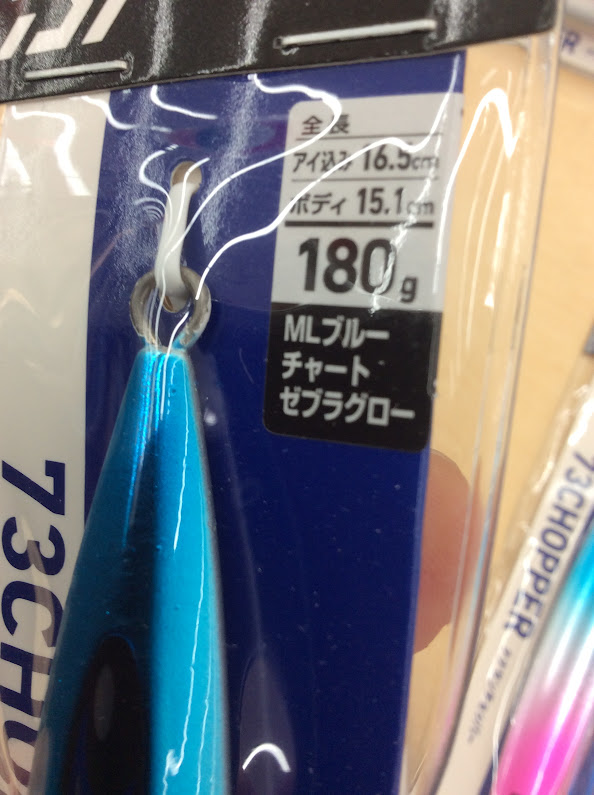 全長
アイ込み 16.5cm
ボディ 15.1cm
180g
MLブルー
チャート
ゼブラグロー
73CHO
73CHOPPER